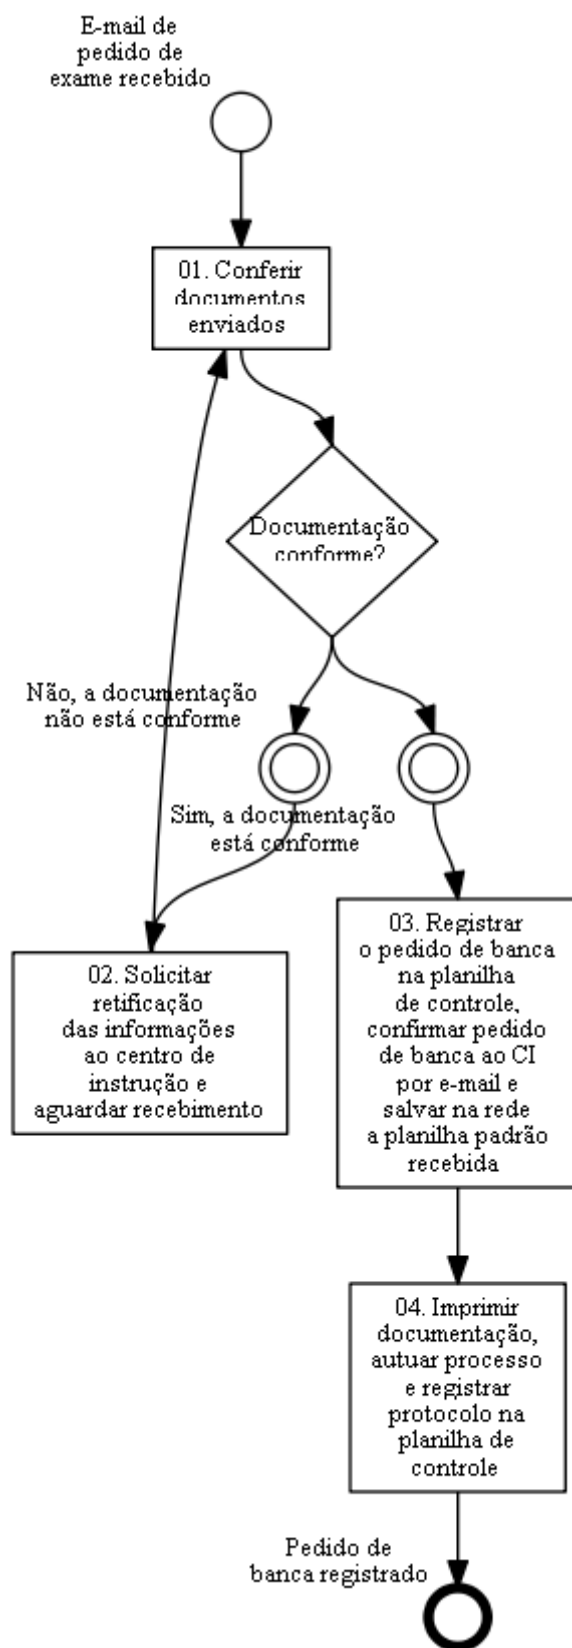 E-mail de
pedido de
exame recebido
01. Conferir
documentos
enviados
Documentação
conforme?
Não, a documentação
não está conforme
Sim, a documentação
está conforme
02. Solicitar
retificação
das informações
ao centro de
instrução e
aguardar recebimento
03. Registrar
o pedido de banca
na planilha
de controle,
confirmar pedido
de banca ao CI
por e-mail e
salvar na rede
a planilha padrão
recebida
04. Imprimir
documentação,
autuar processo
e registrar
protocolo na
planilha de
controle
Pedido de
banca registrado